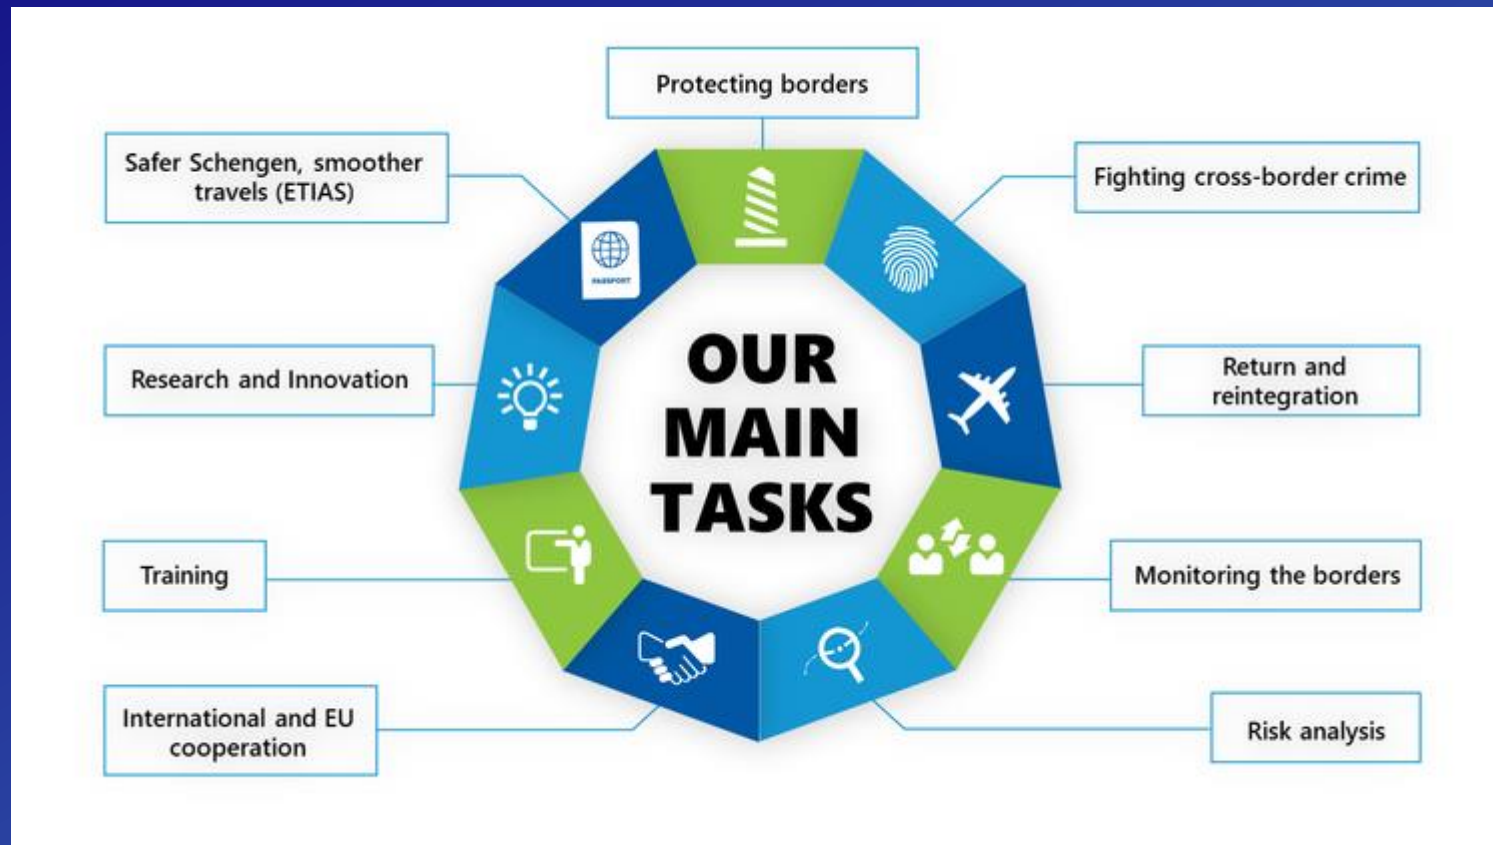 Protecting borders
Safer Schengen, smoother
travels (ETIAS)
Fighting cross-border crime
PASSPORT
Research and Innovation
OUR
MAIN
TASKS
Return and
reintegration
Training
Monitoring the borders
International and EU
cooperation
Risk analysis